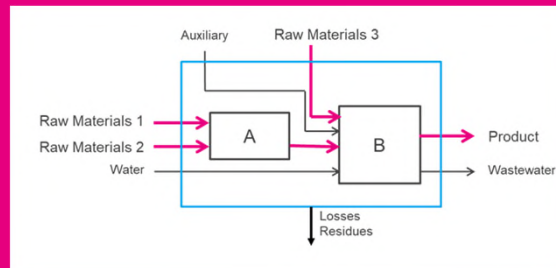 Auxiliary
Raw Materials 3
Raw Materials 1
A
Raw Materials 2
B
Product
Water
Wastewater
Losses
Residues